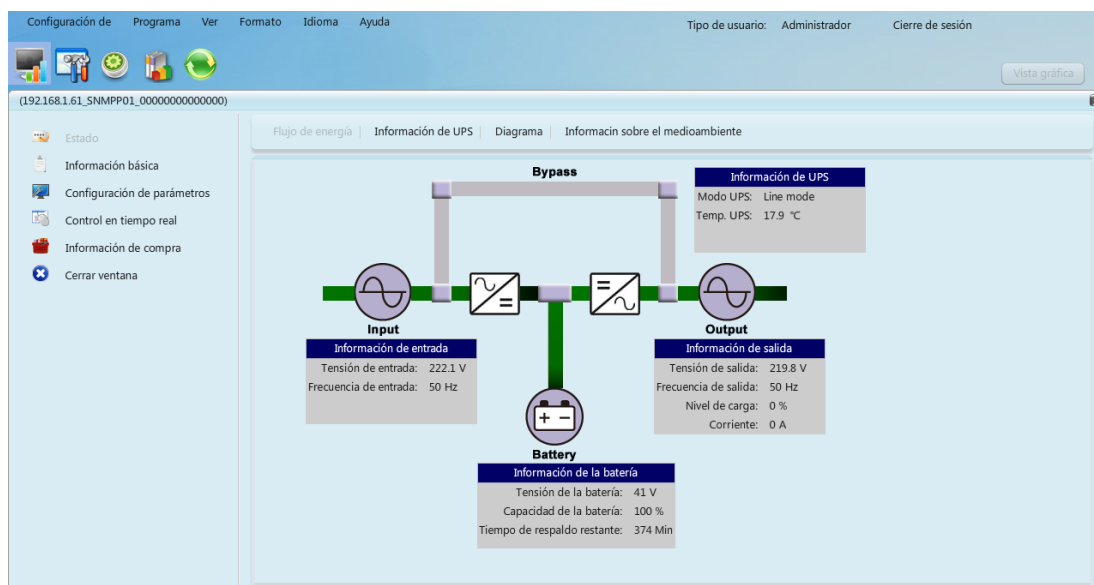 Configuración de Programa Ver Formato Idioma Ayuda Tipo de usuario: Administrador Cierre de sesión
Vista gráfica
(192.168.1.61_SNMPP01_00000000000000)
Estado
Información básica
Configuración de parámetros
Control en tiempo real
Información de compra
Cerrar ventana
Flujo de energía Información de UPS Diagrama Informacin sobre el medioambiente
Bypass
Información de UPS
Modo UPS: Line mode
Temp. UPS: 17.9 °C
Input
Información de entrada
Tensión de entrada: 222.1 V
Frecuencia de entrada: 50 Hz
Output
Información de salida
Tensión de salida: 219.8 V
Frecuencia de salida: 50 Hz
Nivel de carga: 0 %
Corriente: 0 A
Battery
Información de la batería
Tensión de la batería: 41 V
Capacidad de la batería: 100 %
Tiempo de respaldo restante: 374 Min